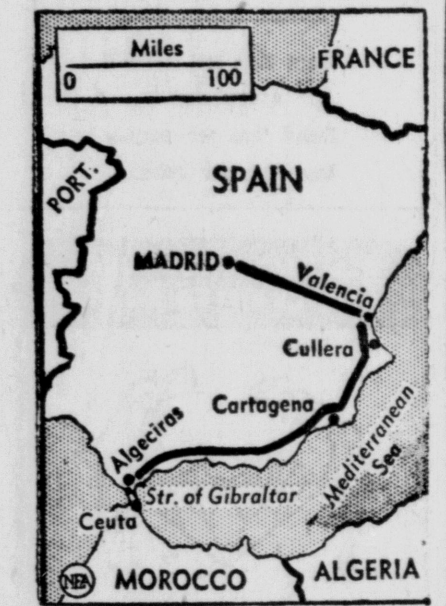 Miles
0 100
FRANCE
PORT.
SPAIN
MADRID
Valencia
Cullera
Cartagena
Algeciras
Mediterranean
Sea
Str. of Gibraltar
Ceuta
NEA
MOROCCO
ALGERIA